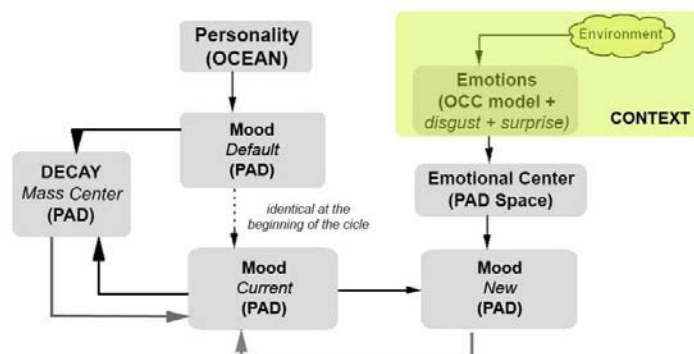 Personality
(OCEAN)
Environment
Emotions
(OCC model +
disgust + surprise)
CONTEXT
Mood
Default
(PAD)
DECAY
Mass Center
(PAD)
Emotional Center
(PAD Space)
identical at the
beginning of the cicle
Mood
Current
(PAD)
Mood
New
(PAD)